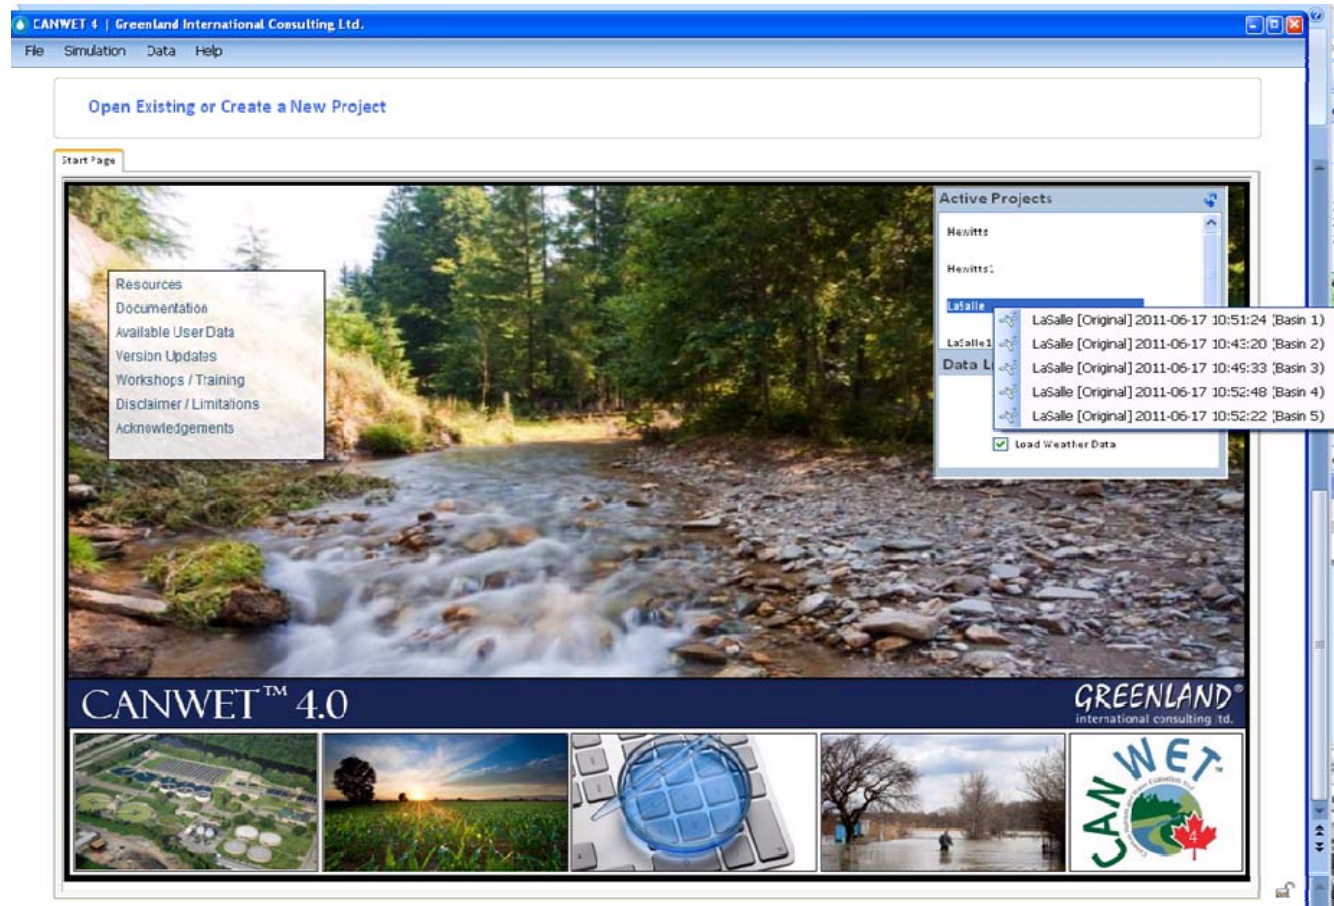 CANWET 4 | Greenland International Consulting Ltd.
File Simulation Data Help
Open Existing or Create a New Project
Start Page
Active Projects
Hewitts
Hewitts1
LaSalle
LaSalle1
LaSalle [Original] 2011-06-17 10:51:24 (Basin 1)
LaSalle [Original] 2011-06-17 10:43:20 (Basin 2)
LaSalle [Original] 2011-06-17 10:49:33 (Basin 3)
LaSalle [Original] 2011-06-17 10:52:48 (Basin 4)
LaSalle [Original] 2011-06-17 10:52:22 (Basin 5)
Data L
Load Weather Data
Resources
Documentation
Available User Data
Version Updates
Workshops / Training
Disclaimer / Limitations
Acknowledgements
CANWET™ 4.0
GREENLAND®
international consulting ltd.
CANWET™
4